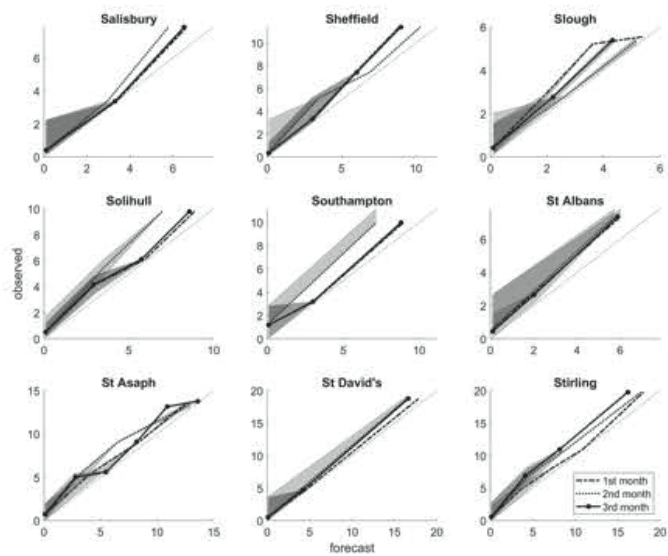 Salisbury Sheffield Slough
8 6 4 2 0
0 2 4 6
10 8 6 4 2 0
0 5 10
6 4 2 0
0 2 4 6
Solihull Southampton St Albans
observed
10 8 6 4 2 0
0 5 10
10 8 6 4 2 0
0 5 10
6 4 2 0
0 2 4 6
St Asaph St David's Stirling
15 10 5 0
0 5 10 15
20 15 10 5 0
0 5 10 15 20
20 15 10 5 0
0 5 10 15 20
1st month
2nd month
3rd month
forecast